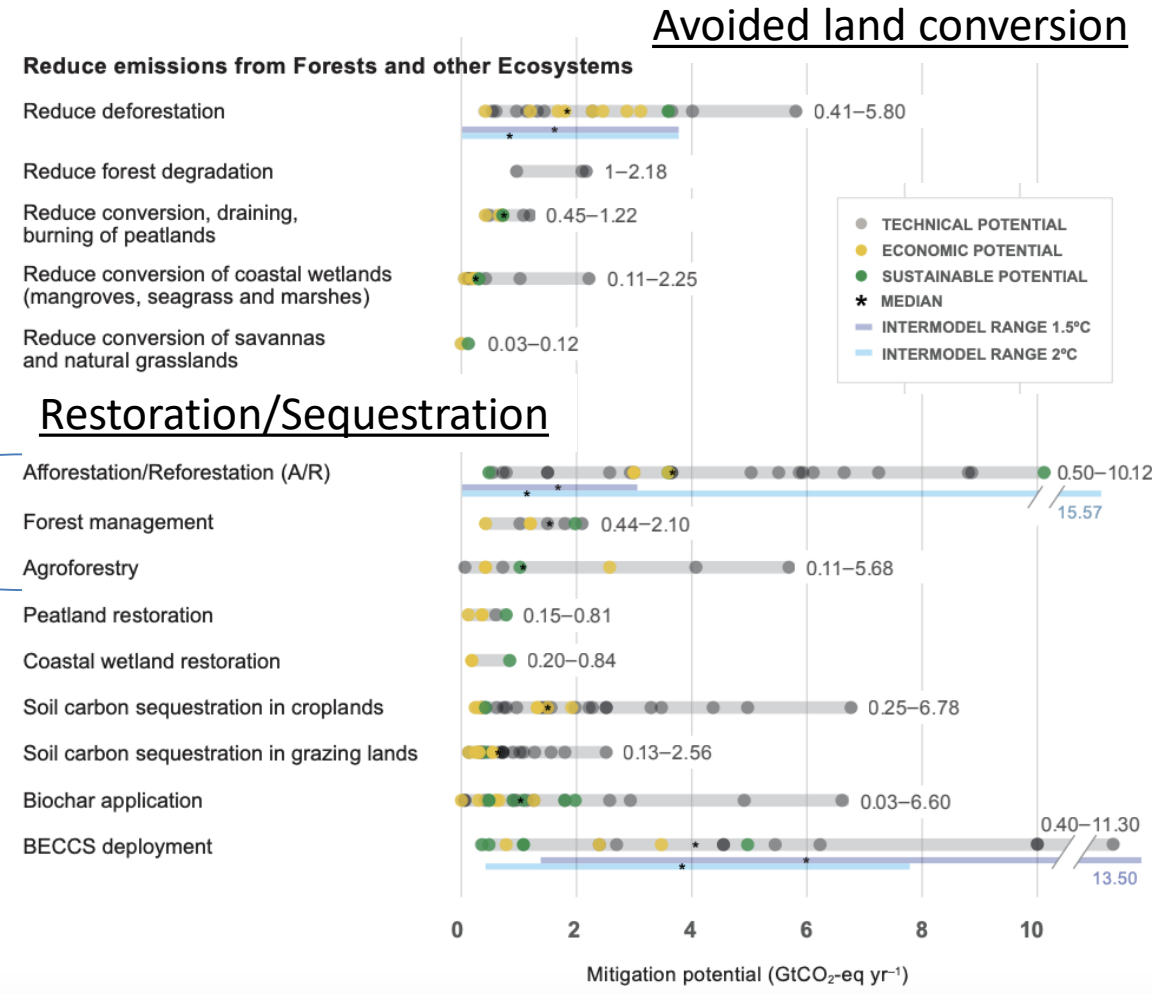 Avoided land conversion
Reduce emissions from Forests and other Ecosystems
Reduce deforestation
0.41–5.80
Reduce forest degradation
1–2.18
Reduce conversion, draining,
burning of peatlands
0.45–1.22
Reduce conversion of coastal wetlands
(mangroves, seagrass and marshes)
0.11–2.25
Reduce conversion of savannas
and natural grasslands
0.03–0.12
TECHNICAL POTENTIAL
ECONOMIC POTENTIAL
SUSTAINABLE POTENTIAL
* MEDIAN
INTERMODEL RANGE 1.5ºC
INTERMODEL RANGE 2ºC
Restoration/Sequestration
Afforestation/Reforestation (A/R)
0.50–10.12
15.57
Forest management
0.44–2.10
Agroforestry
0.11–5.68
Peatland restoration
0.15–0.81
Coastal wetland restoration
0.20–0.84
Soil carbon sequestration in croplands
0.25–6.78
Soil carbon sequestration in grazing lands
0.13–2.56
Biochar application
0.03–6.60
BECCS deployment
0.40–11.30
13.50
0 2 4 6 8 10
Mitigation potential (GtCO₂-eq yr⁻¹)